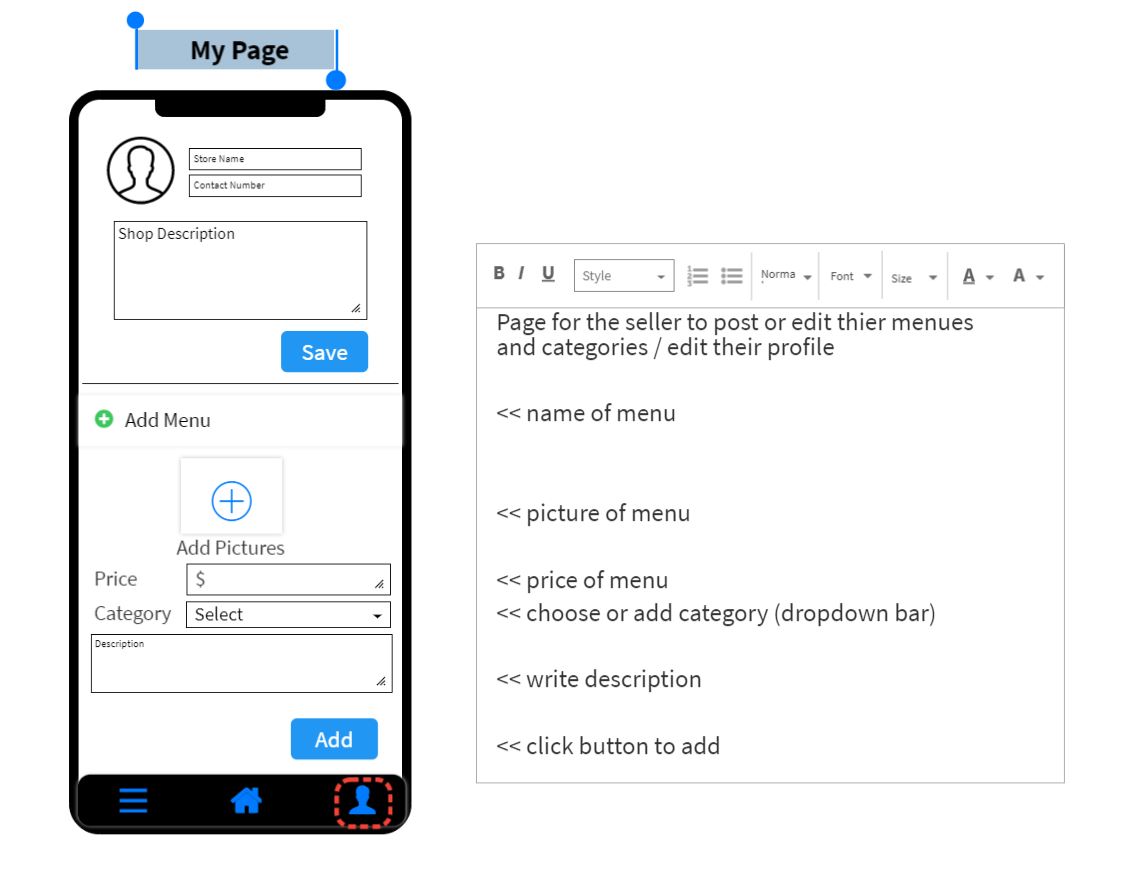 My Page
Store Name
Contact Number
Shop Description
Save
Add Menu
Add Pictures
Price
$
Category
Select
Description
Add
B I U
Style
1
2
3
Norma
Font
Size
A
A
Page for the seller to post or edit thier menues
and categories / edit their profile
<< name of menu
<< picture of menu
<< price of menu
<< choose or add category (dropdown bar)
<< write description
<< click button to add